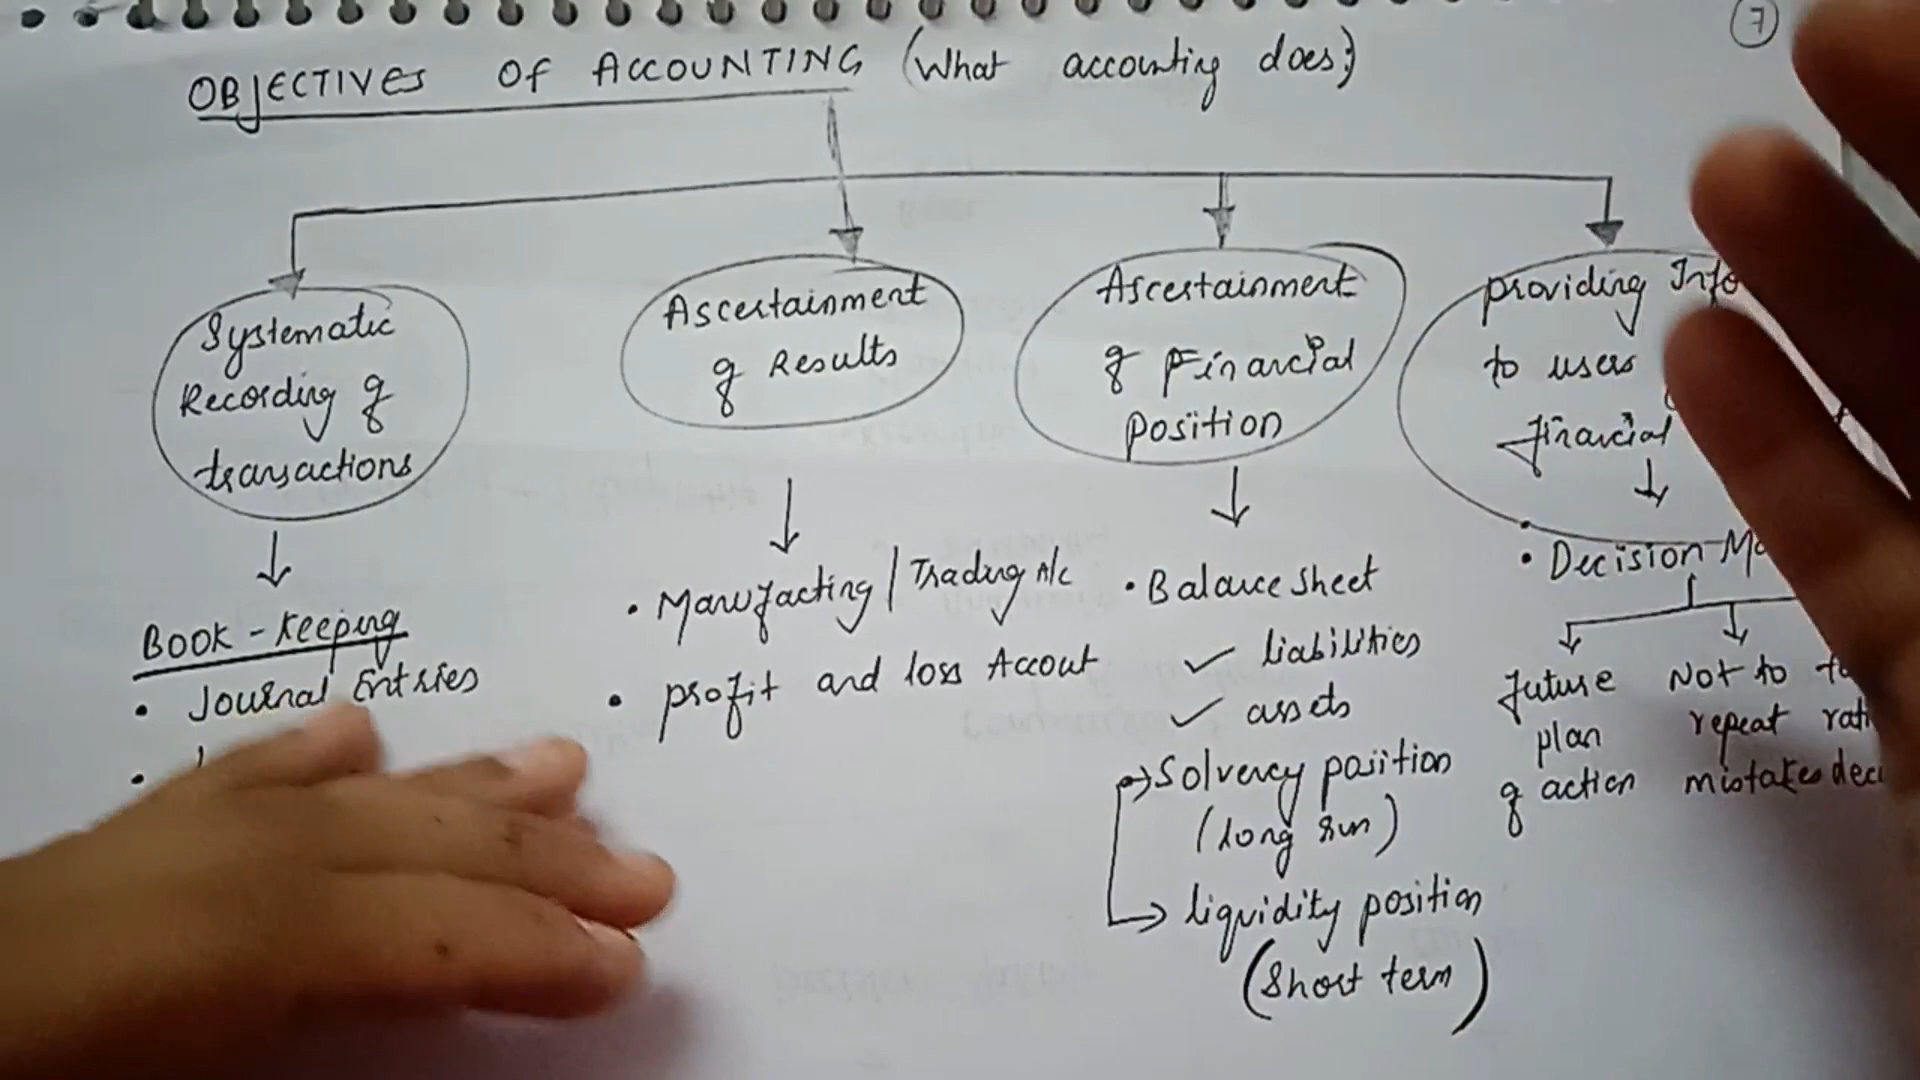 7
OBJECTIVES OF ACCOUNTING (What accounting does?)
Systematic
Recording of
transactions
Book - Keeping
• Journal Entries
•
Ascertainment
of Results
• Manufacting / Trading A/c
• profit and loss Accout
Ascertainment
of Financial
position
• Balance sheet
✓ liabilities
✓ assets
→ Solvency position
(long run)
→ liquidity position
(Short term)
providing Info
to users
financial
• Decision
future
plan
of action
Not to
repeat
mistakes